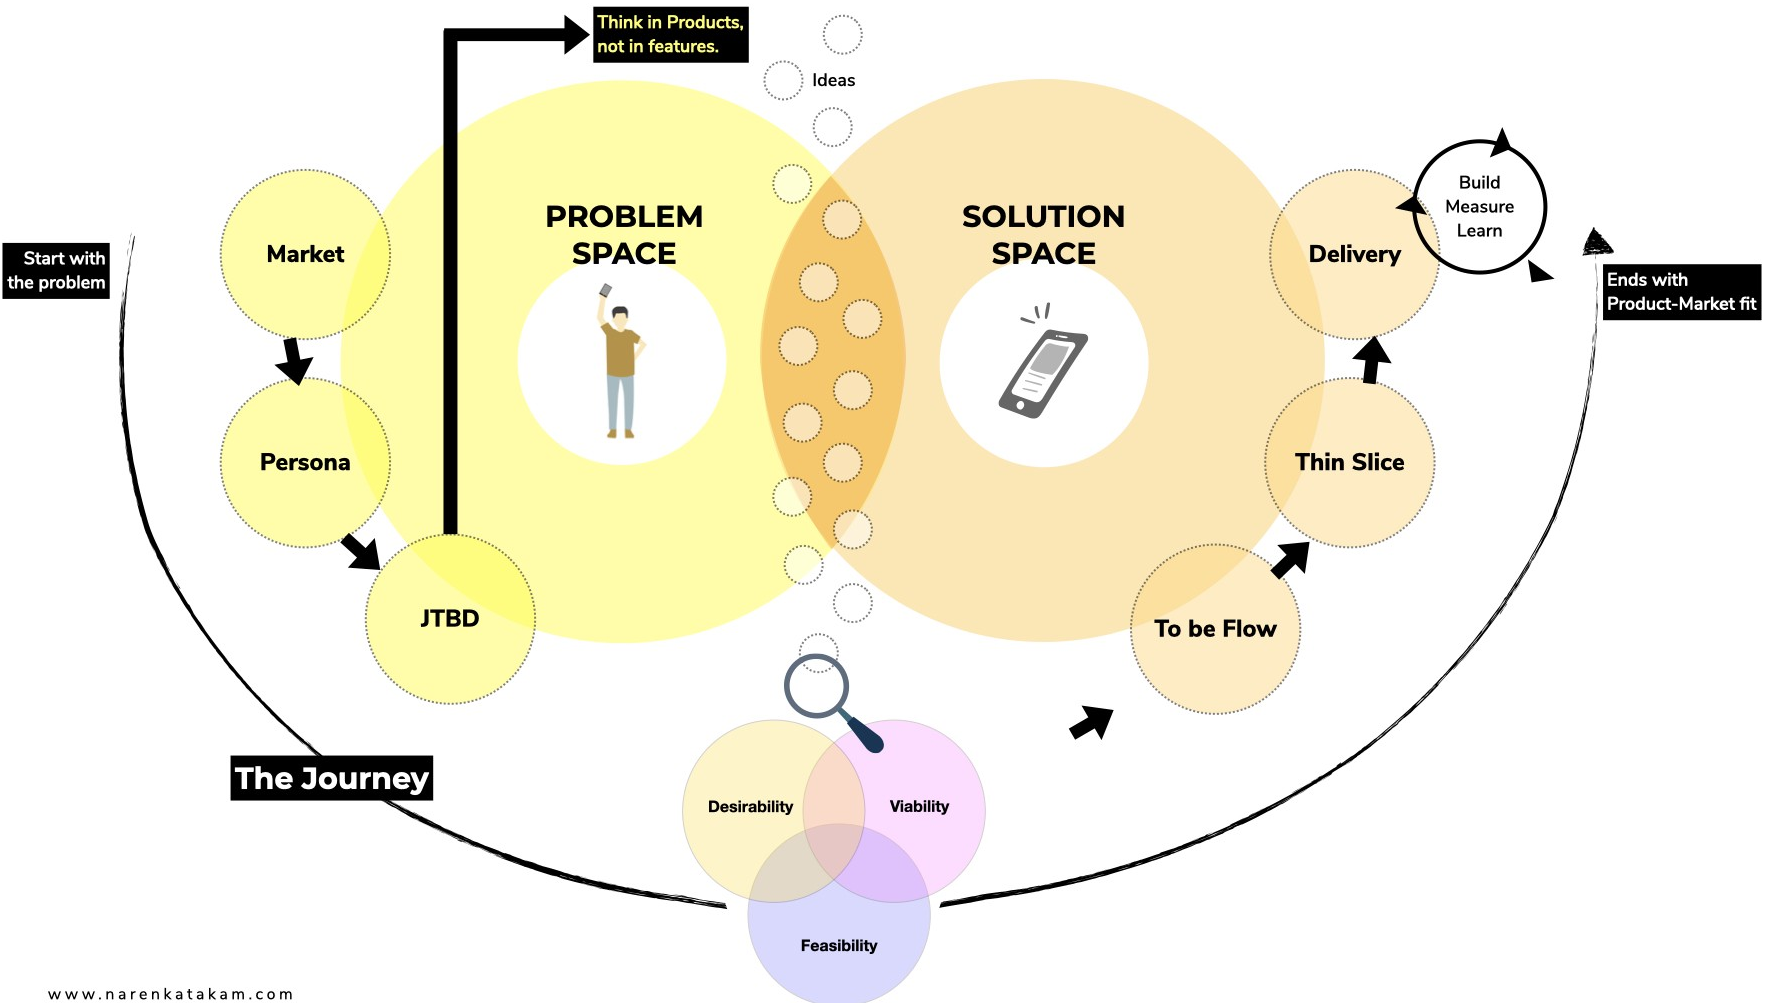 Think in Products,
not in features.
Ideas
PROBLEM
SPACE
SOLUTION
SPACE
Start with
the problem
Market
Persona
JTBD
Build
Measure
Learn
Delivery
Thin Slice
To be Flow
Ends with
Product-Market fit
The Journey
Desirability
Viability
Feasibility
www.narenkatakam.com